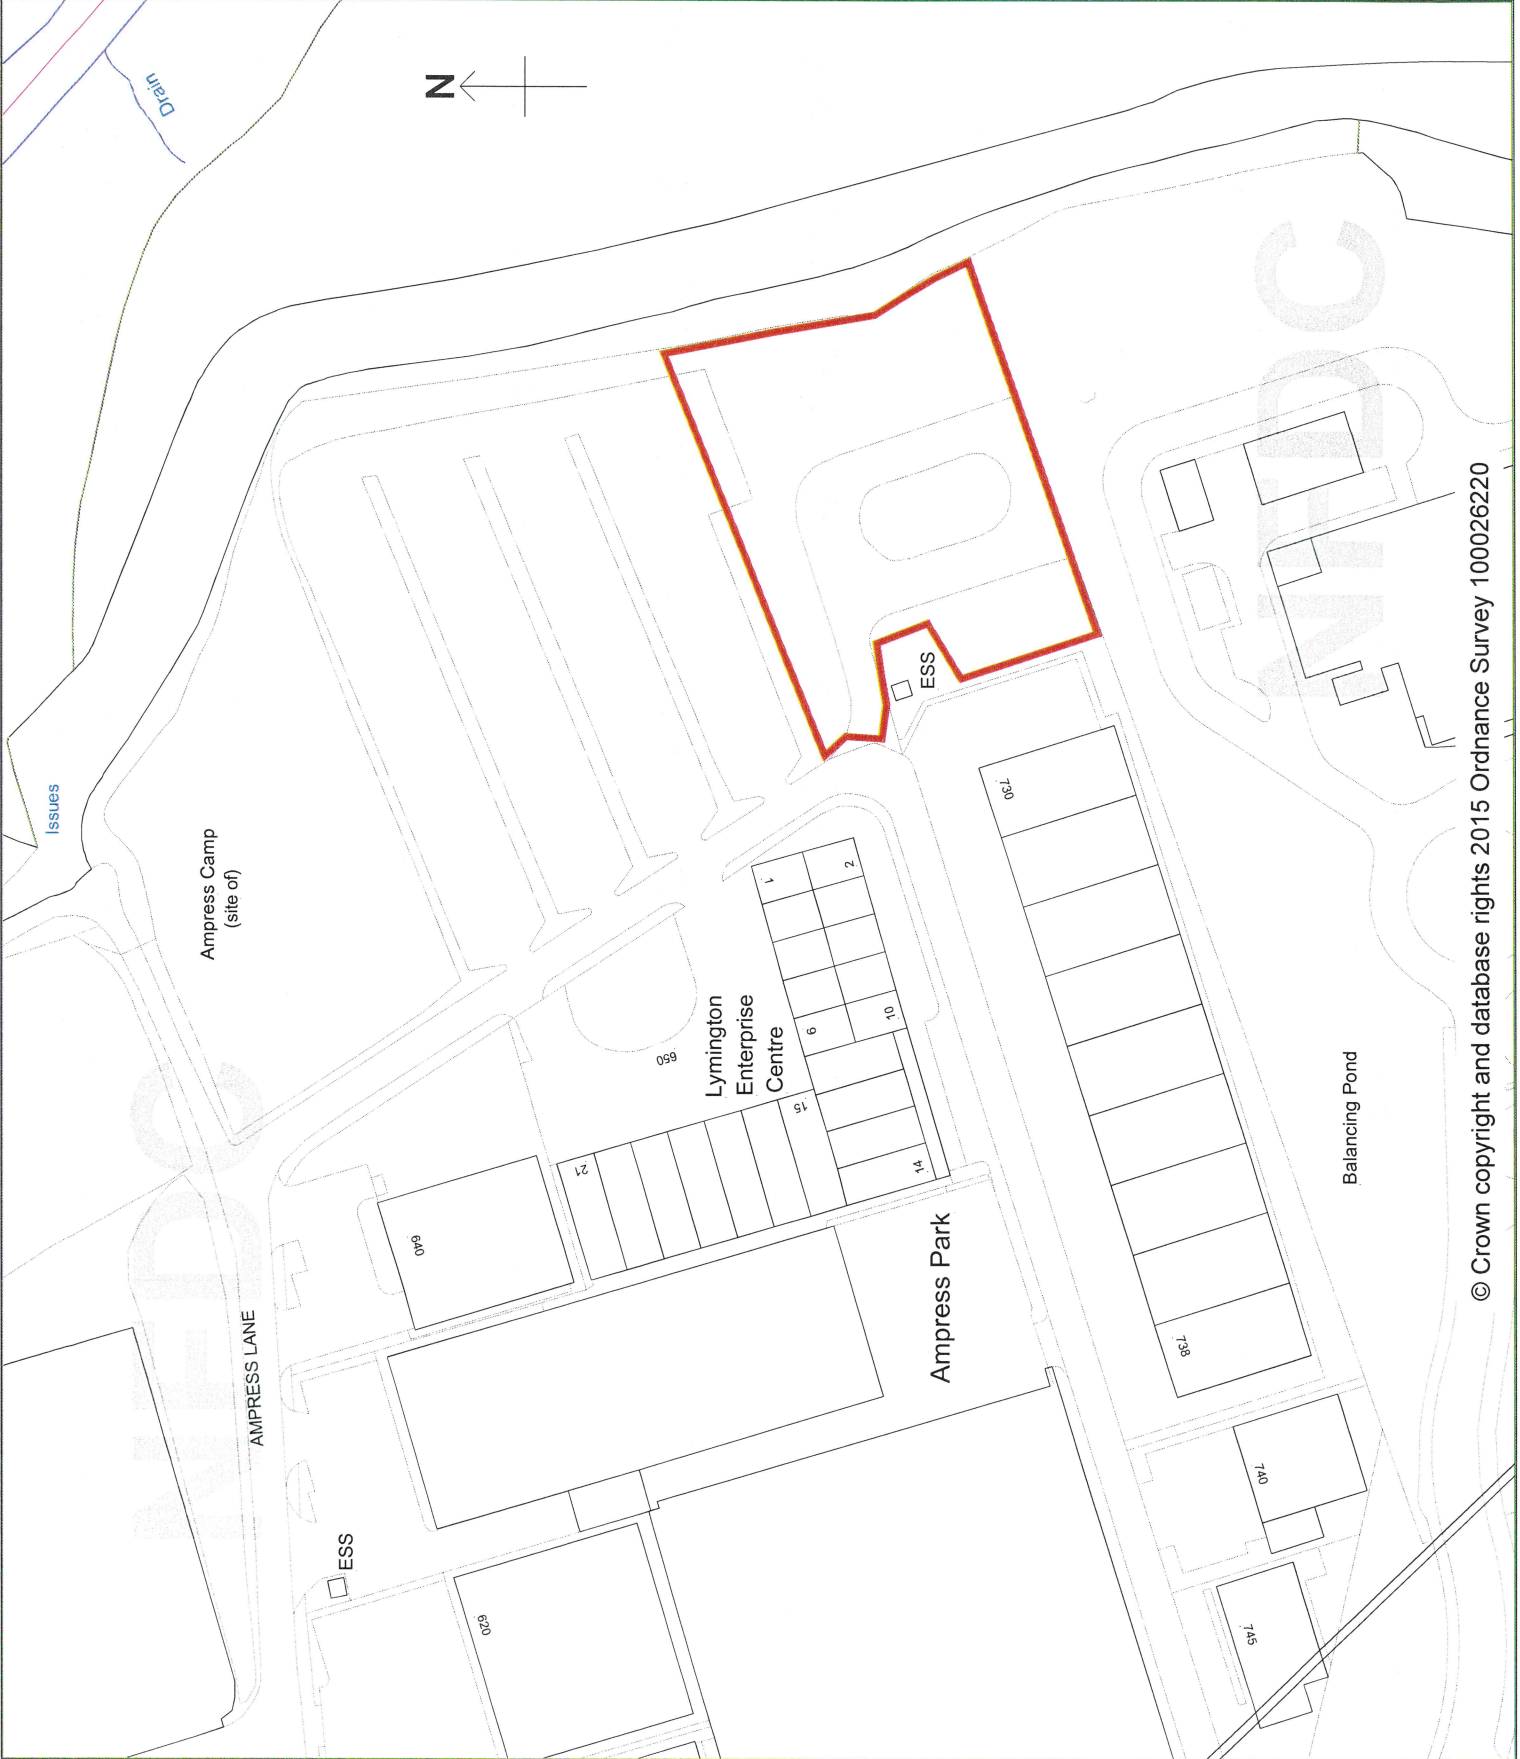 Drain
N
Issues
Ampress Camp
(site of)
NFDC
AMPRESS LANE
ESS
620
640
21
650
Lymington
Enterprise
Centre
1
2
6
10
15
14
Ampress Park
ESS
730
738
740
745
Balancing Pond
NFDC
© Crown copyright and database rights 2015 Ordnance Survey 100026220